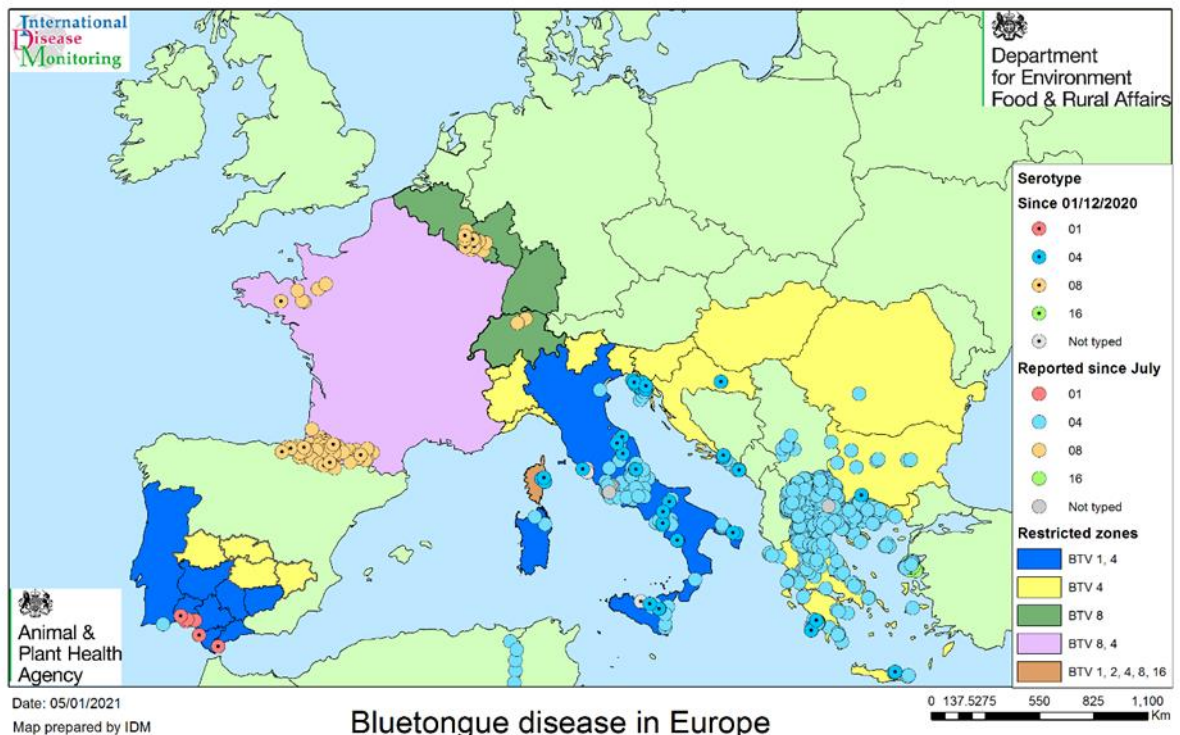 International
Disease
Monitoring
Department
for Environment
Food & Rural Affairs
Serotype
Since 01/12/2020
01
04
08
16
Not typed
Reported since July
01
04
08
16
Not typed
Restricted zones
BTV 1, 4
BTV 4
BTV 8
BTV 8, 4
BTV 1, 2, 4, 8, 16
Animal &
Plant Health
Agency
Date: 05/01/2021
Map prepared by IDM
Bluetongue disease in Europe
0 137.5275 550 825 1,100
Km